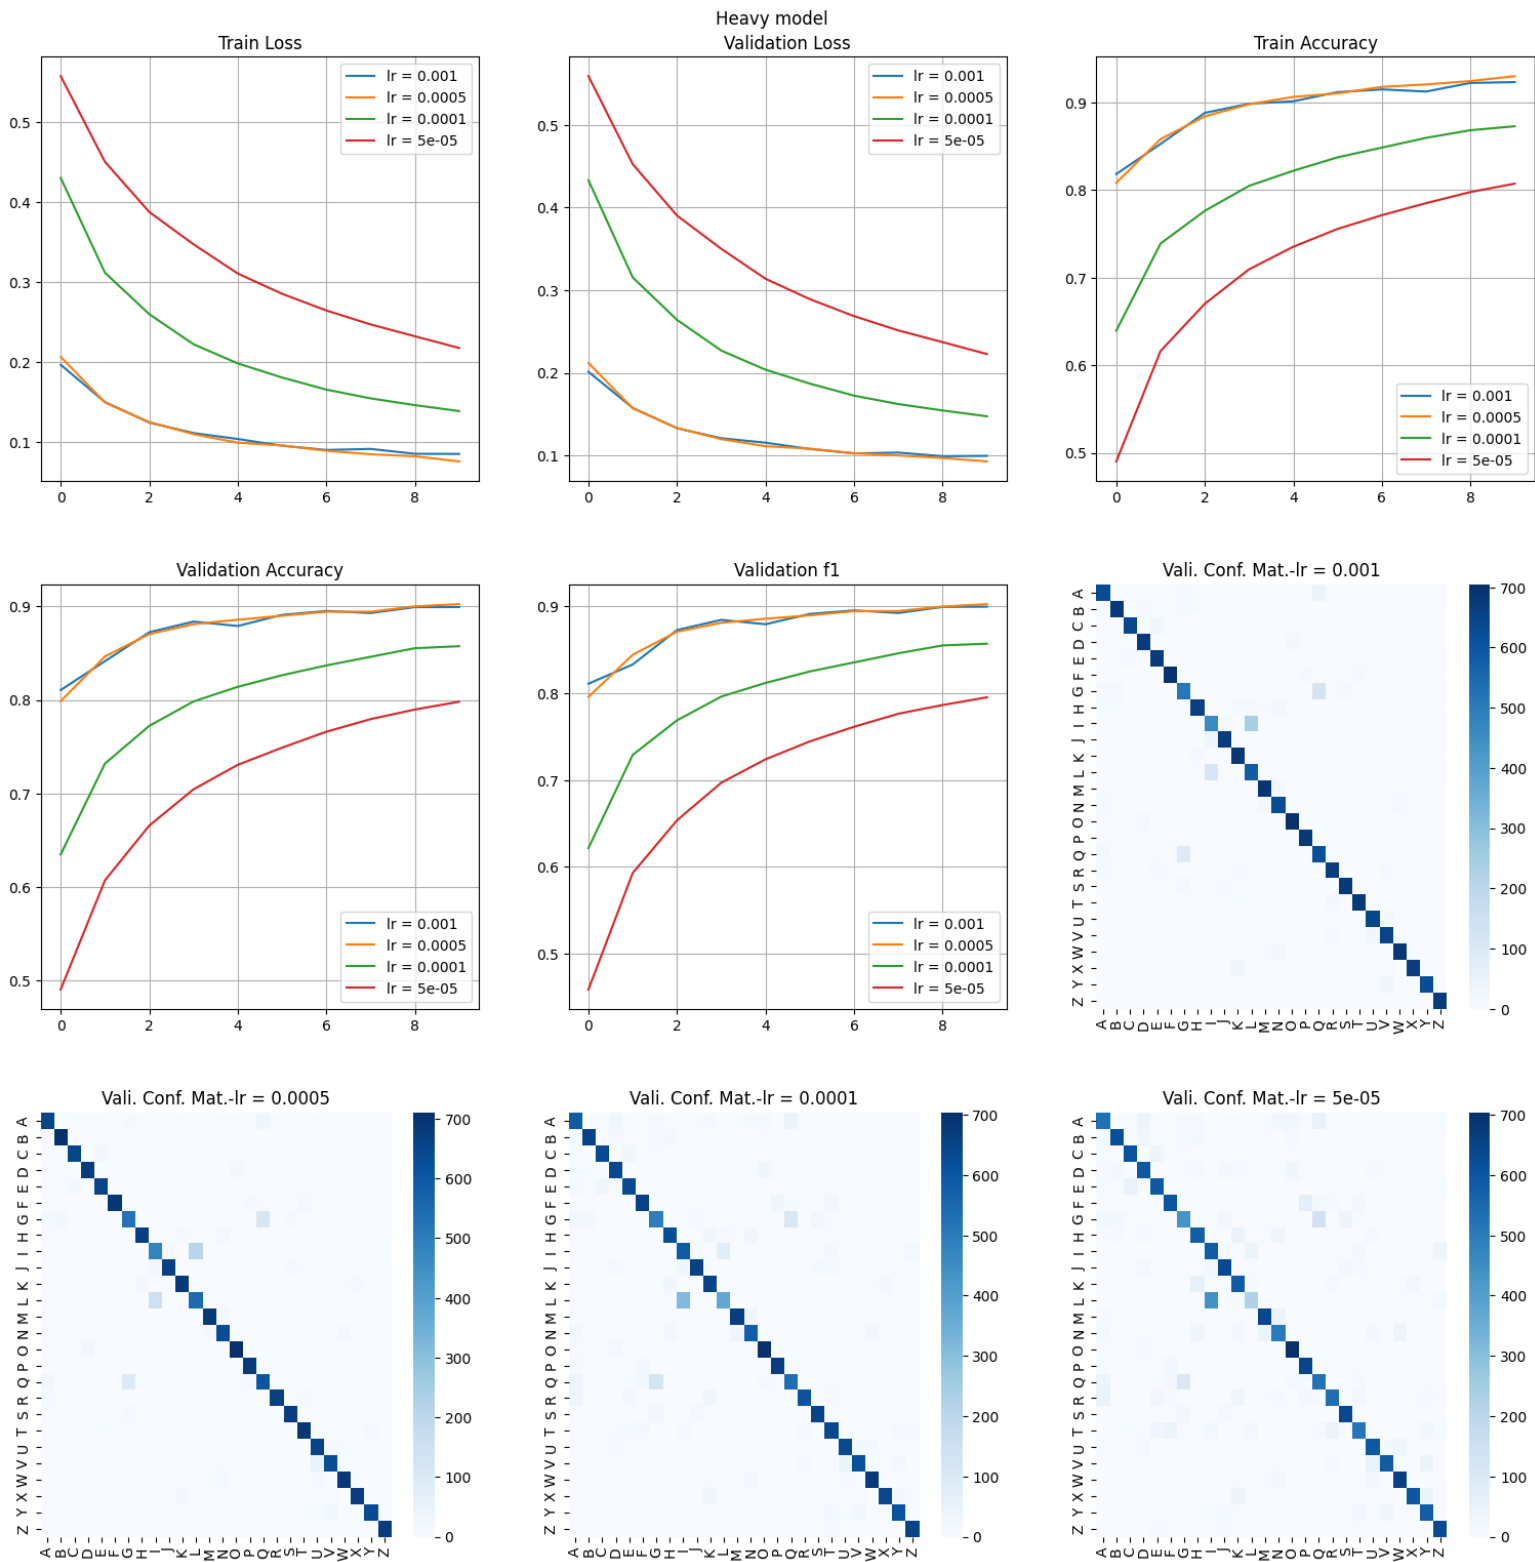 Heavy model
Train Loss
lr = 0.001
lr = 0.0005
lr = 0.0001
lr = 5e-05
0.5
0.4
0.3
0.2
0.1
0 2 4 6 8
Validation Loss
lr = 0.001
lr = 0.0005
lr = 0.0001
lr = 5e-05
0.5
0.4
0.3
0.2
0.1
0 2 4 6 8
Train Accuracy
0.9
0.8
0.7
0.6
0.5
lr = 0.001
lr = 0.0005
lr = 0.0001
lr = 5e-05
0 2 4 6 8
Validation Accuracy
0.9
0.8
0.7
0.6
0.5
lr = 0.001
lr = 0.0005
lr = 0.0001
lr = 5e-05
0 2 4 6 8
Validation f1
0.9
0.8
0.7
0.6
0.5
lr = 0.001
lr = 0.0005
lr = 0.0001
lr = 5e-05
0 2 4 6 8
Vali. Conf. Mat.-lr = 0.001
A B C D E F G H I J K L M N O P Q R S T U V W X Y Z
A B C D E F G H I J K L M N O P Q R S T U V W X Y Z
700
600
500
400
300
200
100
0
Vali. Conf. Mat.-lr = 0.0005
A B C D E F G H I J K L M N O P Q R S T U V W X Y Z
A B C D E F G H I J K L M N O P Q R S T U V W X Y Z
700
600
500
400
300
200
100
0
Vali. Conf. Mat.-lr = 0.0001
A B C D E F G H I J K L M N O P Q R S T U V W X Y Z
A B C D E F G H I J K L M N O P Q R S T U V W X Y Z
700
600
500
400
300
200
100
0
Vali. Conf. Mat.-lr = 5e-05
A B C D E F G H I J K L M N O P Q R S T U V W X Y Z
A B C D E F G H I J K L M N O P Q R S T U V W X Y Z
700
600
500
400
300
200
100
0